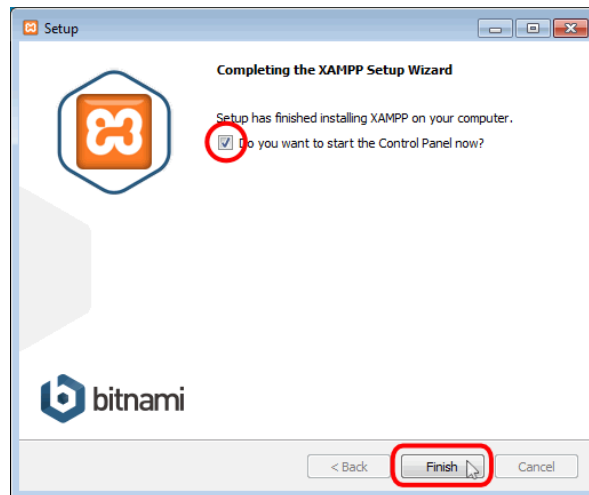 Setup
Completing the XAMPP Setup Wizard
Setup has finished installing XAMPP on your computer.
Do you want to start the Control Panel now?
bitnami
< Back Finish Cancel